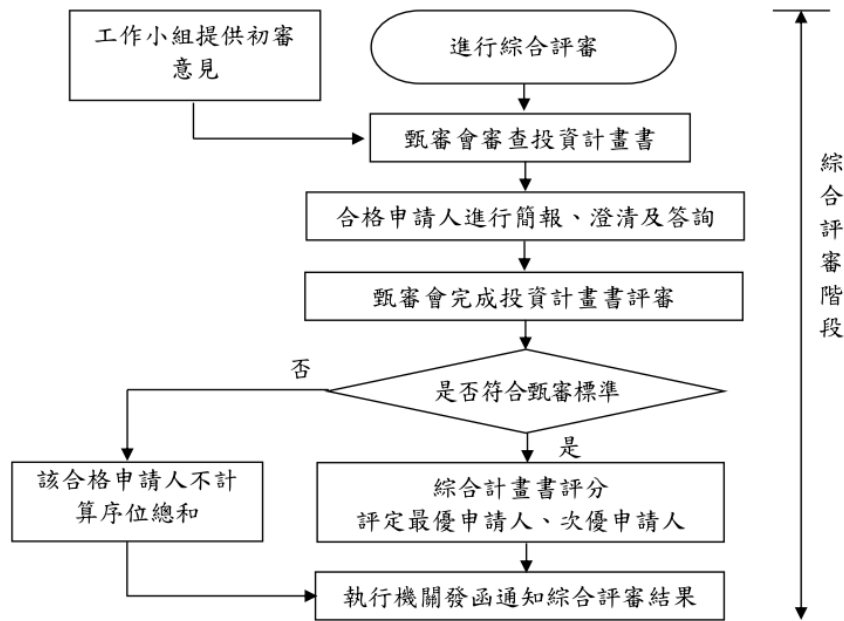 工作小組提供初審
意見
進行綜合評審
甄審會審查投資計畫書
合格申請人進行簡報、澄清及答詢
甄審會完成投資計畫書評審
是否符合甄審標準
否
是
該合格申請人不計
算序位總和
綜合計畫書評分
評定最優申請人、次優申請人
執行機關發函通知綜合評審結果
綜合評審階段